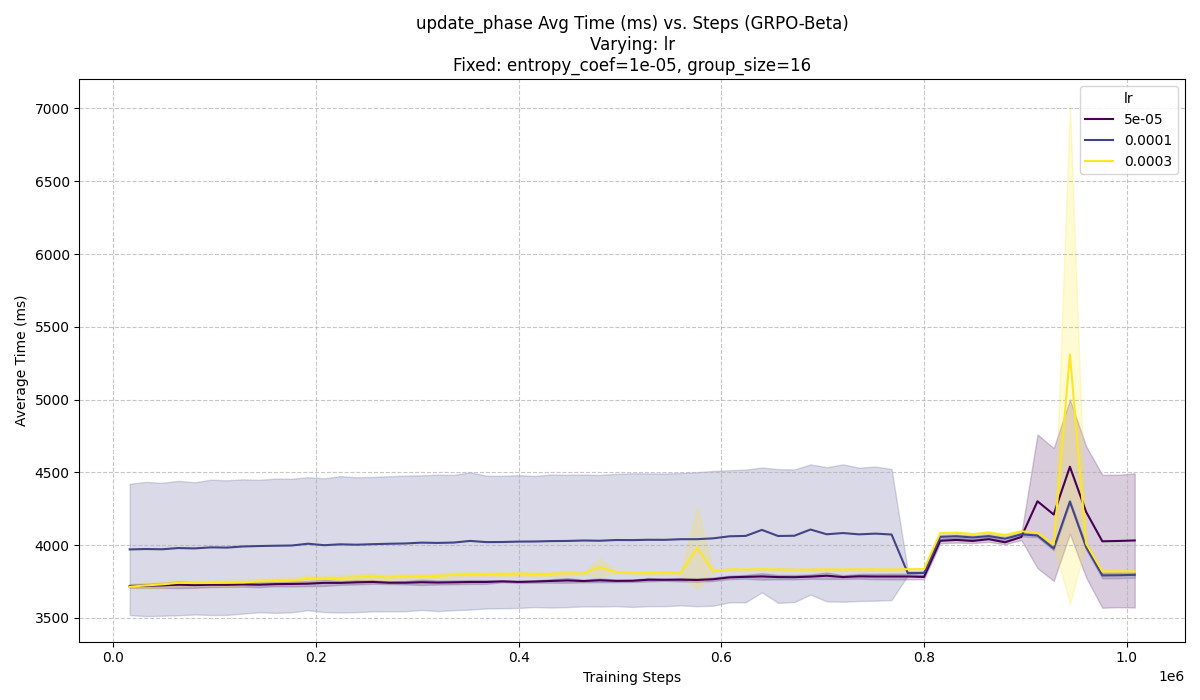 update_phase Avg Time (ms) vs. Steps (GRPO-Beta)
Varying: lr
Fixed: entropy_coef=1e-05, group_size=16
lr
5e-05
0.0001
0.0003
Average Time (ms)
7000
6500
6000
5500
5000
4500
4000
3500
0.0
0.2
0.4
0.6
0.8
1.0
1e6
Training Steps